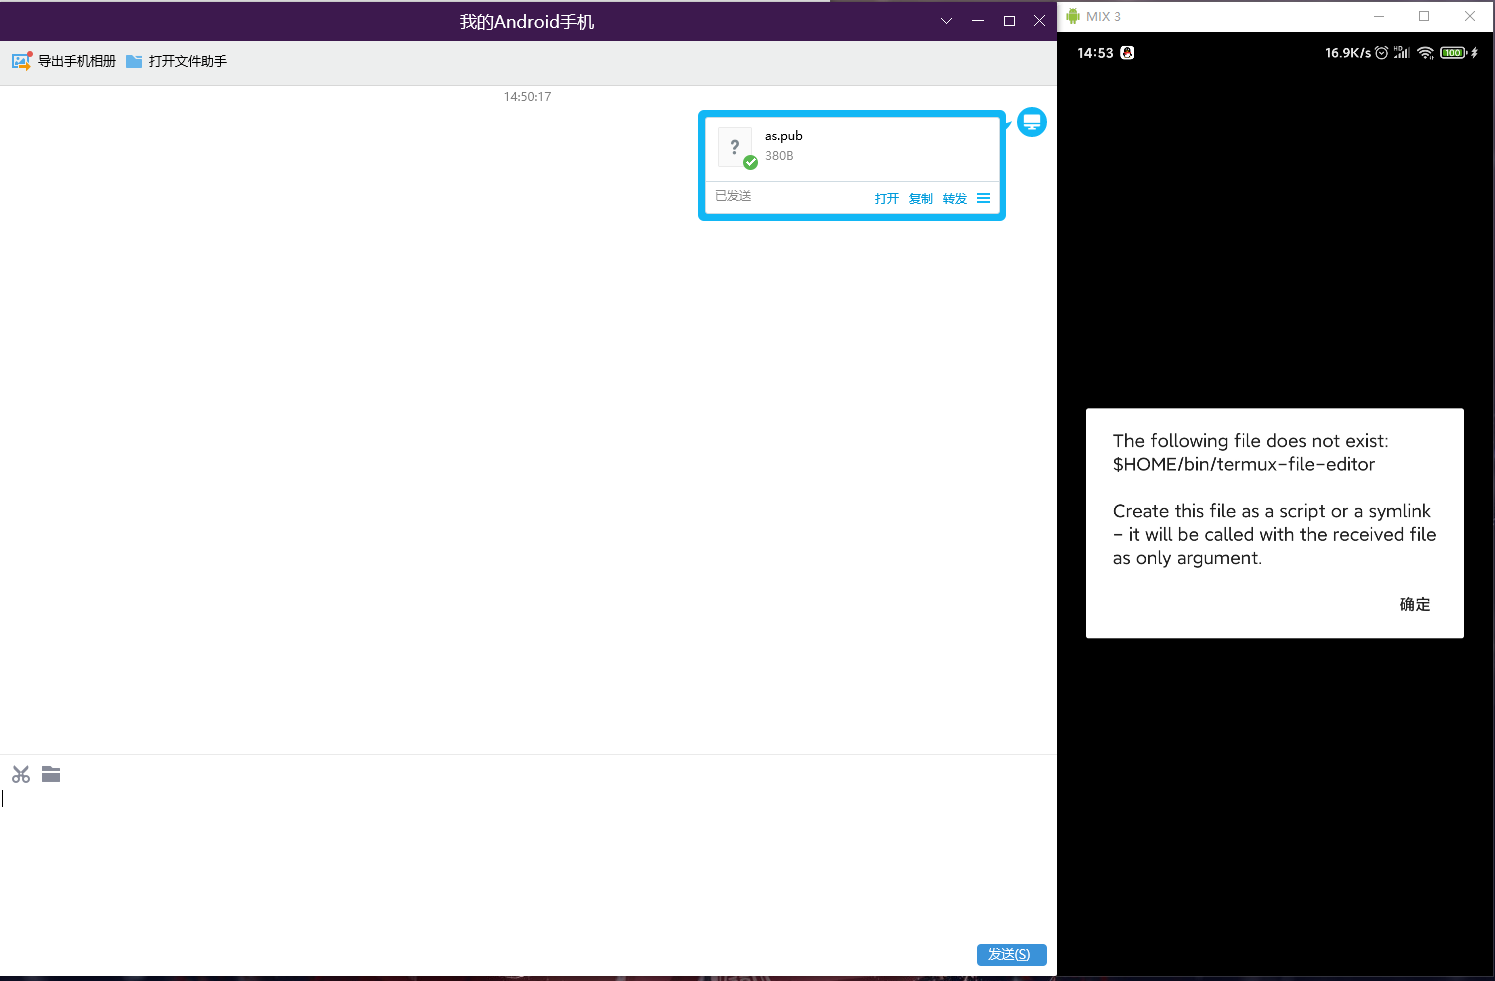 我的Android手机
导出手机相册 打开文件助手
14:50:17
?
as.pub
380B
已发送
打开 复制 转发
发送(S)
MIX 3
14:53
16.9K/s HD 100
The following file does not exist:
$HOME/bin/termux-file-editor
Create this file as a script or a symlink
- it will be called with the received file
as only argument.
确定